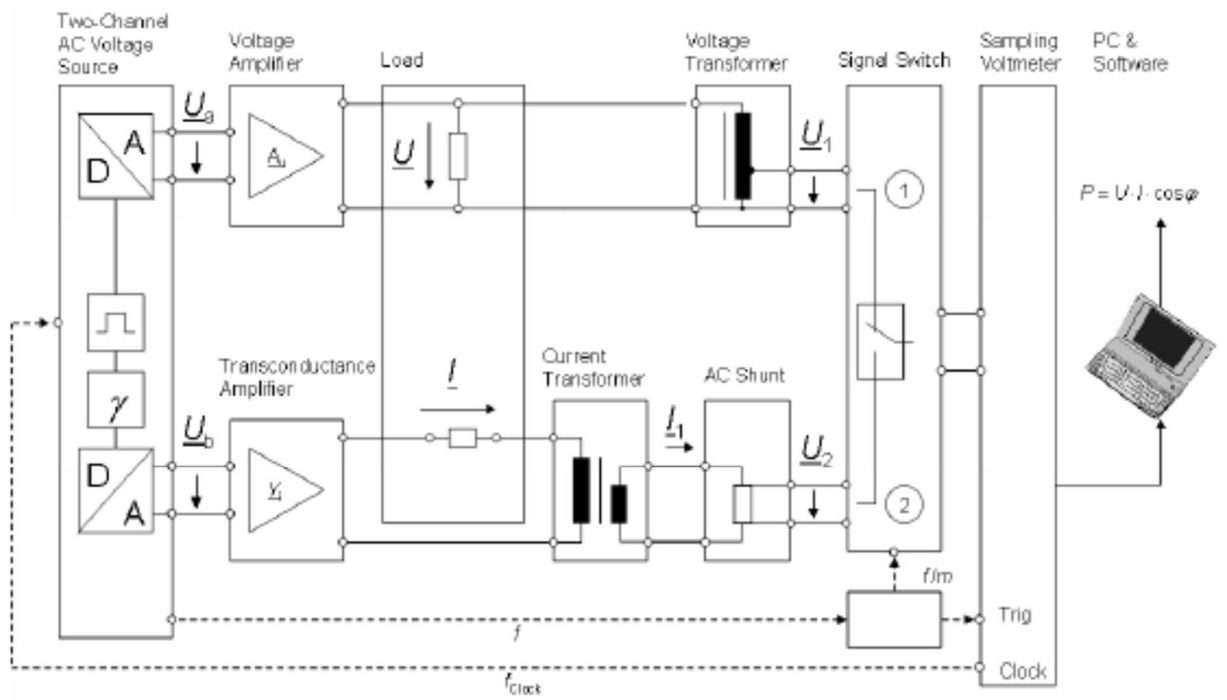 Two-Channel
AC Voltage
Source
Voltage
Amplifier
Load
Voltage
Transformer
Signal Switch
Sampling
Voltmeter
PC &
Software
D
A
U_a
A_u
U
U_1
1
P = U · I · cosφ
γ
Transconductance
Amplifier
I
Current
Transformer
AC Shunt
D
A
U_b
Y_i
I_1
U_2
2
f/m
f
Trig
f_Clock
Clock